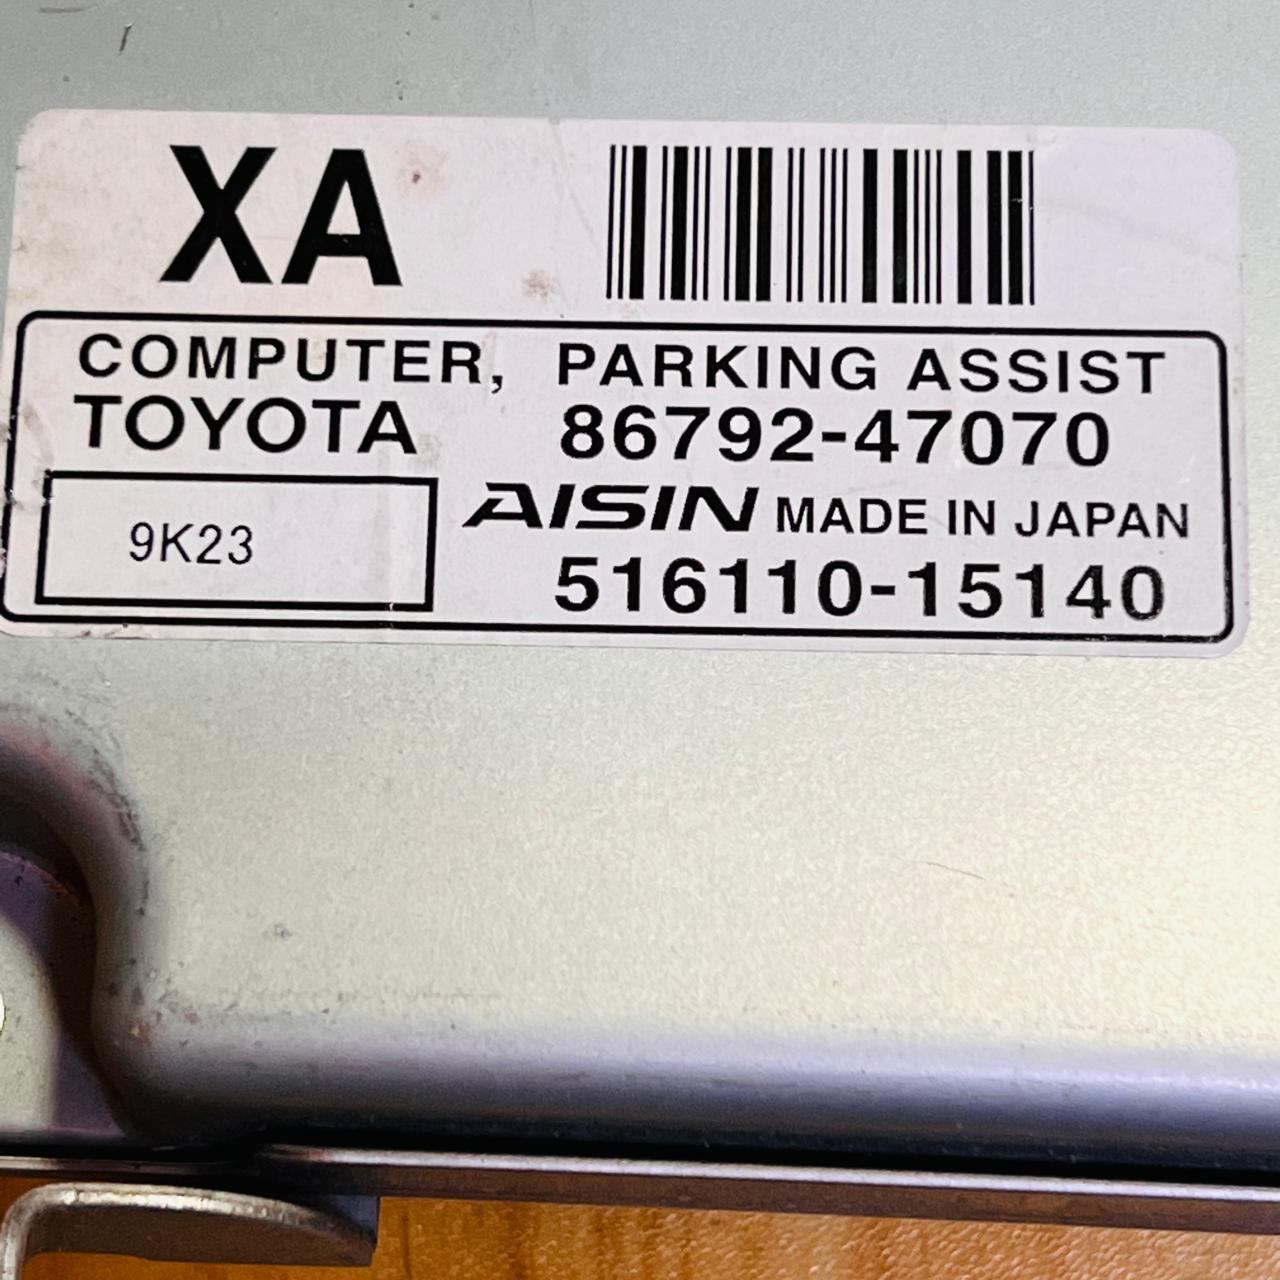 XA
COMPUTER, PARKING ASSIST
TOYOTA 86792-47070
9K23
AISIN MADE IN JAPAN
516110-15140